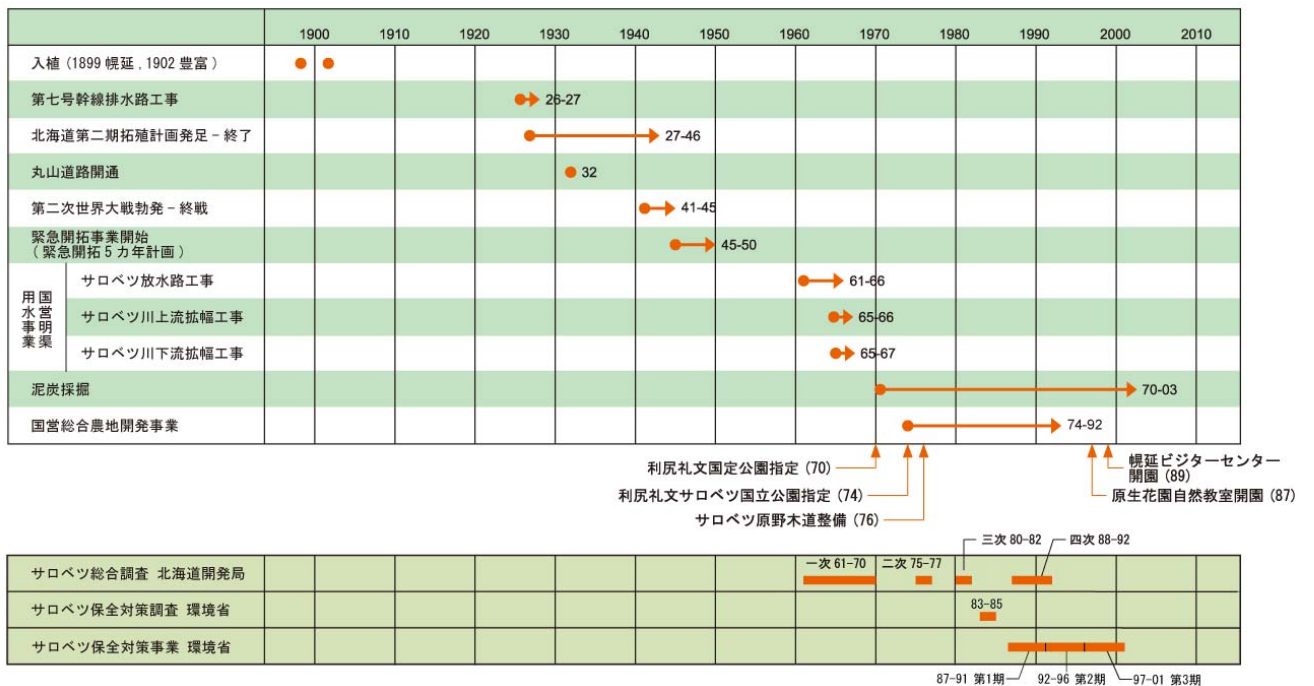 1900 1910 1920 1930 1940 1950 1960 1970 1980 1990 2000 2010
入植 (1899 幌延 , 1902 豊富 )
第七号幹線排水路工事 26-27
北海道第二期拓殖計画発足－終了 27-46
丸山道路開通 32
第二次世界大戦勃発－終戦 41-45
緊急開拓事業開始
( 緊急開拓 5 カ年計画 ) 45-50
国営明渠
用水事業
サロベツ放水路工事 61-66
サロベツ川上流拡幅工事 65-66
サロベツ川下流拡幅工事 65-67
泥炭採掘 70-03
国営総合農地開発事業 74-92
利尻礼文国定公園指定 (70)
利尻礼文サロベツ国立公園指定 (74)
サロベツ原野木道整備 (76)
幌延ビジターセンター
開園 (89)
原生花園自然教室開園 (87)
三次 80-82 四次 88-92
サロベツ総合調査 北海道開発局 一次 61-70 二次 75-77
サロベツ保全対策調査 環境省 83-85
サロベツ保全対策事業 環境省
87-91 第1期 92-96 第2期 97-01 第3期